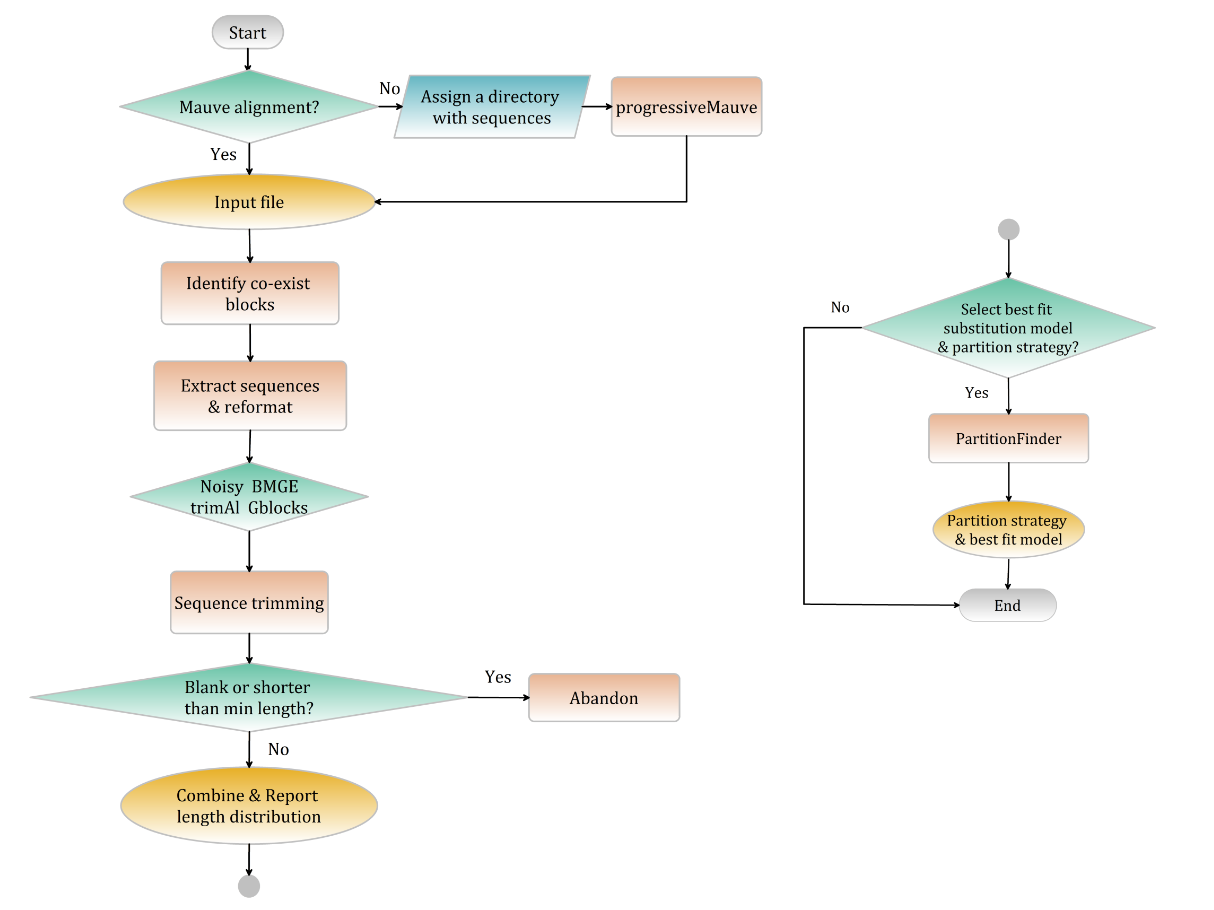 Start
Mauve alignment?
No
Assign a directory
with sequences
progressiveMauve
Yes
Input file
Identify co-exist
blocks
Extract sequences
& reformat
Noisy BMGE
trimAl Gblocks
Sequence trimming
Blank or shorter
than min length?
Yes
Abandon
No
Combine & Report
length distribution
No
Select best fit
substitution model
& partition strategy?
Yes
PartitionFinder
Partition strategy
& best fit model
End